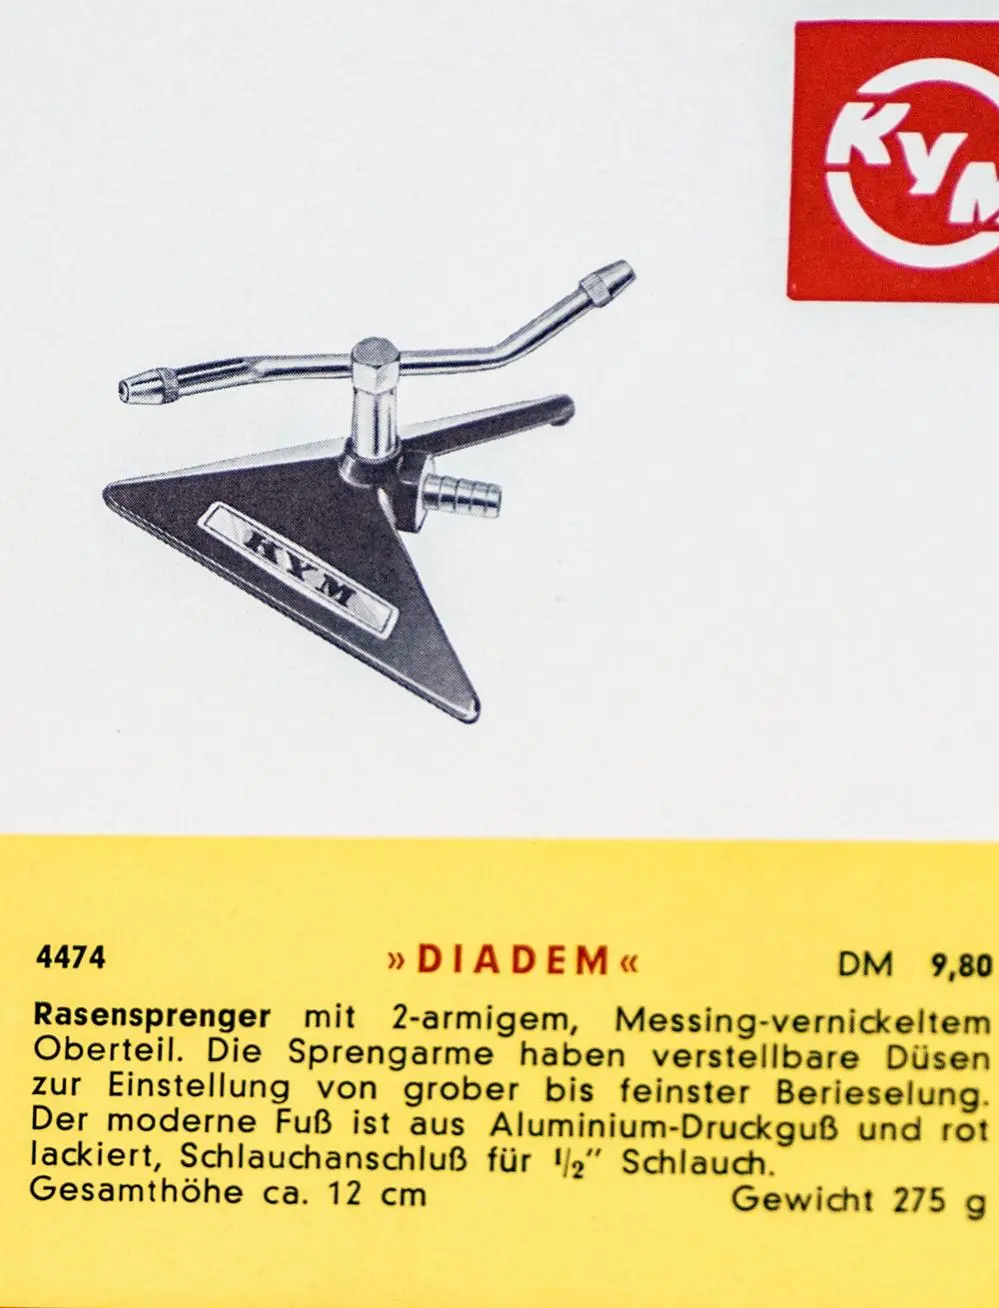 KYM
KYM
4474 »DIADEM« DM 9,80
Rasensprenger mit 2-armigem, Messing-vernickeltem
Oberteil. Die Sprengarme haben verstellbare Düsen
zur Einstellung von grober bis feinster Berieselung.
Der moderne Fuß ist aus Aluminium-Druckguß und rot
lackiert, Schlauchanschluß für 1/2" Schlauch.
Gesamthöhe ca. 12 cm Gewicht 275 g